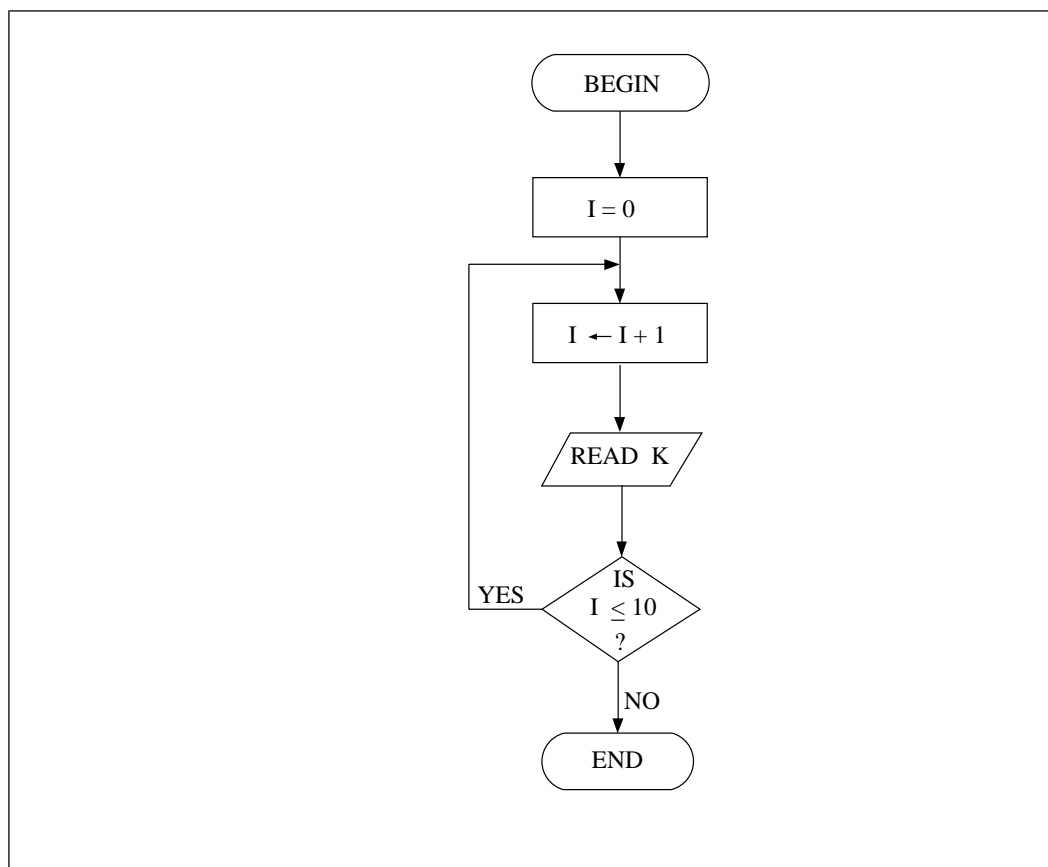 BEGIN
I = 0
I ← I + 1
READ K
IS
I ≤ 10
?
YES
NO
END